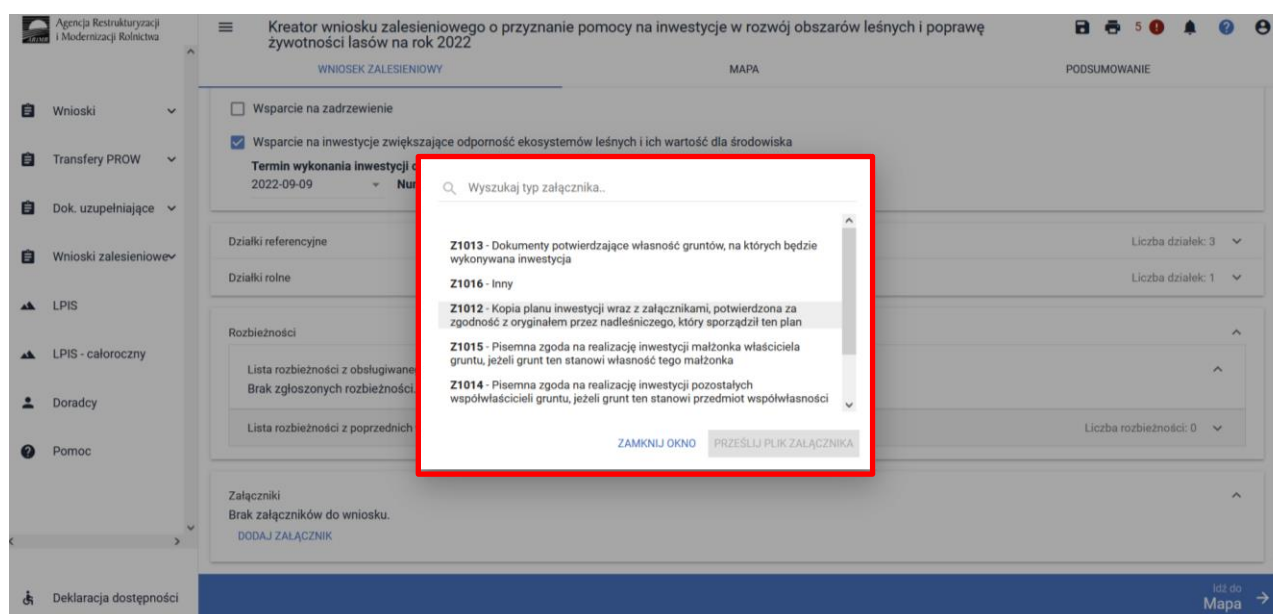 Agencja Restrukturyzacji
i Modernizacji Rolnictwa
Kreator wniosku zalesieniowego o przyznanie pomocy na inwestycje w rozwój obszarów leśnych i poprawę
żywotności lasów na rok 2022
5
WNIOSEK ZALESIENIOWY
MAPA
PODSUMOWANIE
Wnioski
Transfery PROW
Dok. uzupełniające
Wnioski zalesieniowe
LPIS
LPIS - całoroczny
Doradcy
Pomoc
Deklaracja dostępności
Wsparcie na zadrzewienie
Wsparcie na inwestycje zwiększające odporność ekosystemów leśnych i ich wartość dla środowiska
Termin wykonania inwestycji
2022-09-09
Działki referencyjne
Liczba działek: 3
Działki rolne
Liczba działek: 1
Rozbieżności
Lista rozbieżności z
Brak zgłoszonych rozbieżności.
Lista rozbieżności z poprzednich
Liczba rozbieżności: 0
Załączniki
Brak załączników do wniosku.
DODAJ ZAŁĄCZNIK
Wyszukaj typ załącznika..
Z1013 - Dokumenty potwierdzające własność gruntów, na których będzie
wykonywana inwestycja
Z1016 - Inny
Z1012 - Kopia planu inwestycji wraz z załącznikami, potwierdzona za
zgodność z oryginałem przez nadleśniczego, który sporządził ten plan
Z1015 - Pisemna zgoda na realizację inwestycji małżonka właściciela
gruntu, jeżeli grunt ten stanowi własność tego małżonka
Z1014 - Pisemna zgoda na realizację inwestycji pozostałych
współwłaścicieli gruntu, jeżeli grunt ten stanowi przedmiot współwłasności
ZAMKNIJ OKNO
PRZEŚLIJ PLIK ZAŁĄCZNIKA
Idź do
Mapa